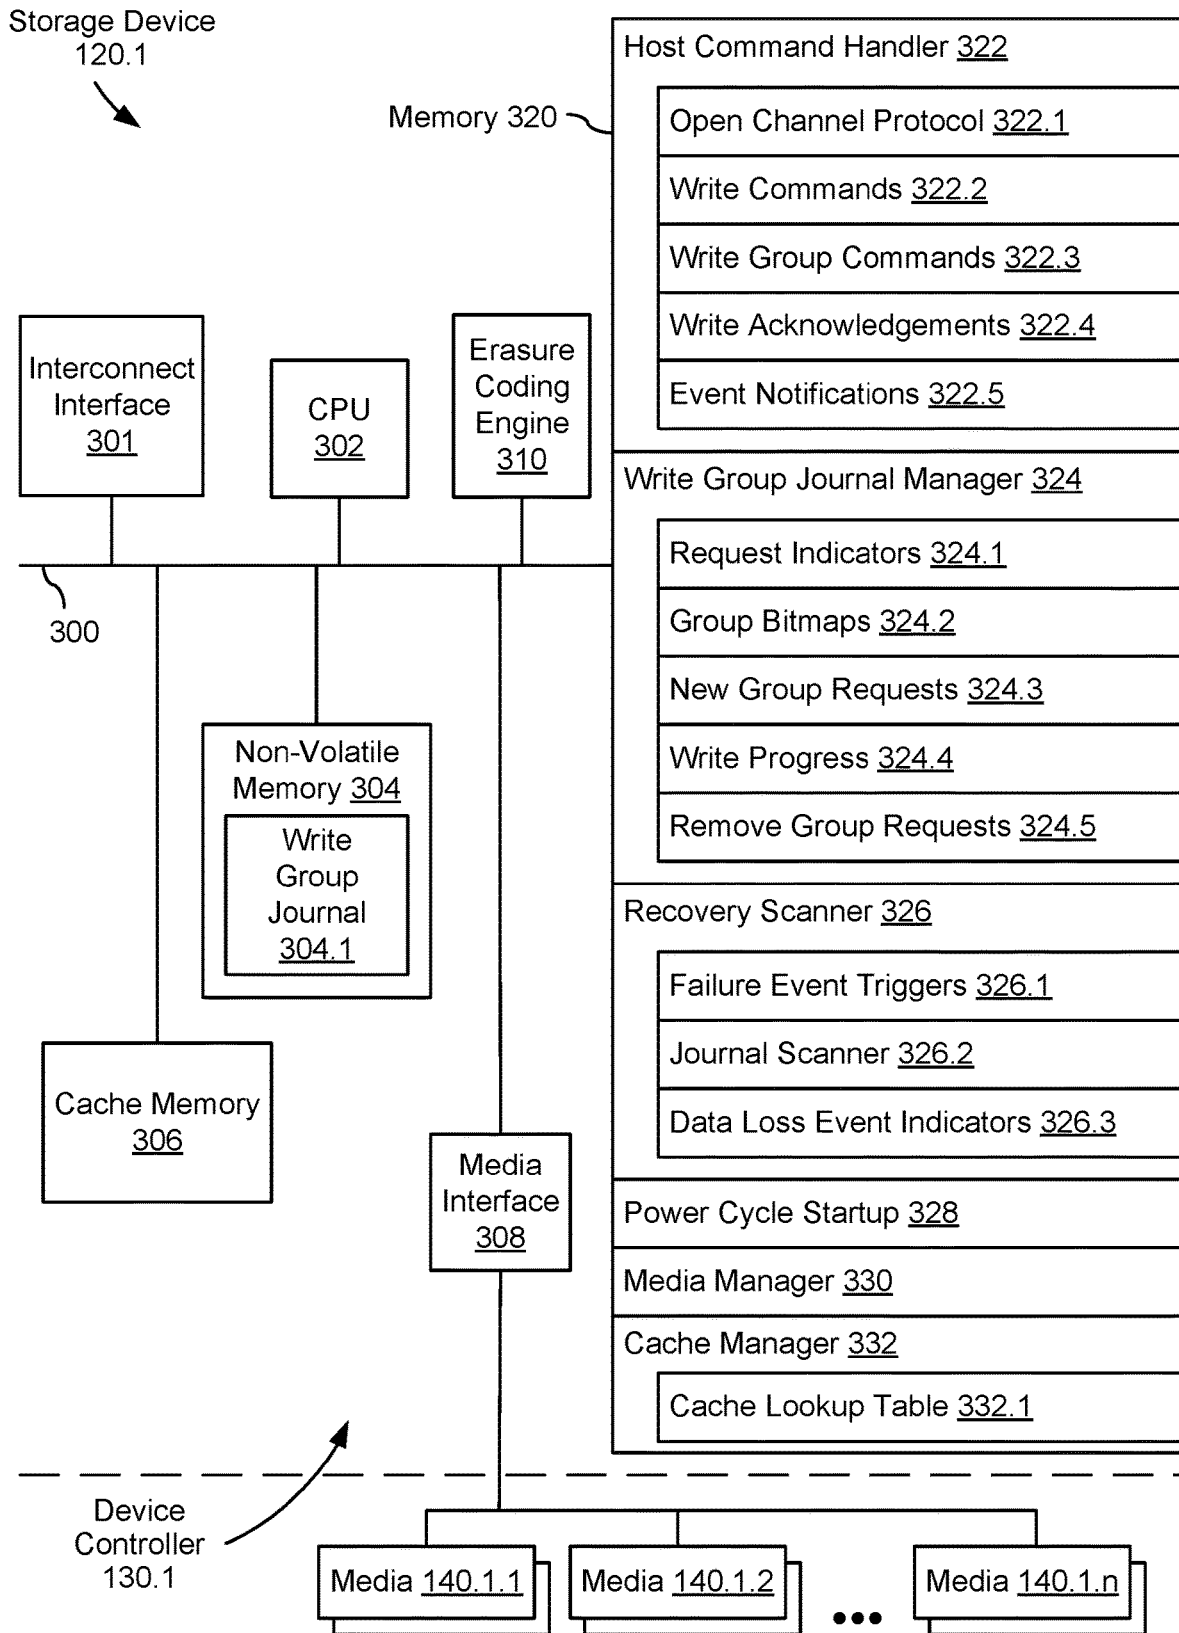 Storage Device
120.1
Memory 320
Host Command Handler 322
Open Channel Protocol 322.1
Write Commands 322.2
Write Group Commands 322.3
Write Acknowledgements 322.4
Event Notifications 322.5
Interconnect
Interface
301
CPU
302
Erasure
Coding
Engine
310
300
Write Group Journal Manager 324
Request Indicators 324.1
Group Bitmaps 324.2
New Group Requests 324.3
Write Progress 324.4
Remove Group Requests 324.5
Non-Volatile
Memory 304
Write
Group
Journal
304.1
Recovery Scanner 326
Failure Event Triggers 326.1
Journal Scanner 326.2
Data Loss Event Indicators 326.3
Cache Memory
306
Media
Interface
308
Power Cycle Startup 328
Media Manager 330
Cache Manager 332
Cache Lookup Table 332.1
Device
Controller
130.1
Media 140.1.1
Media 140.1.2
•••
Media 140.1.n